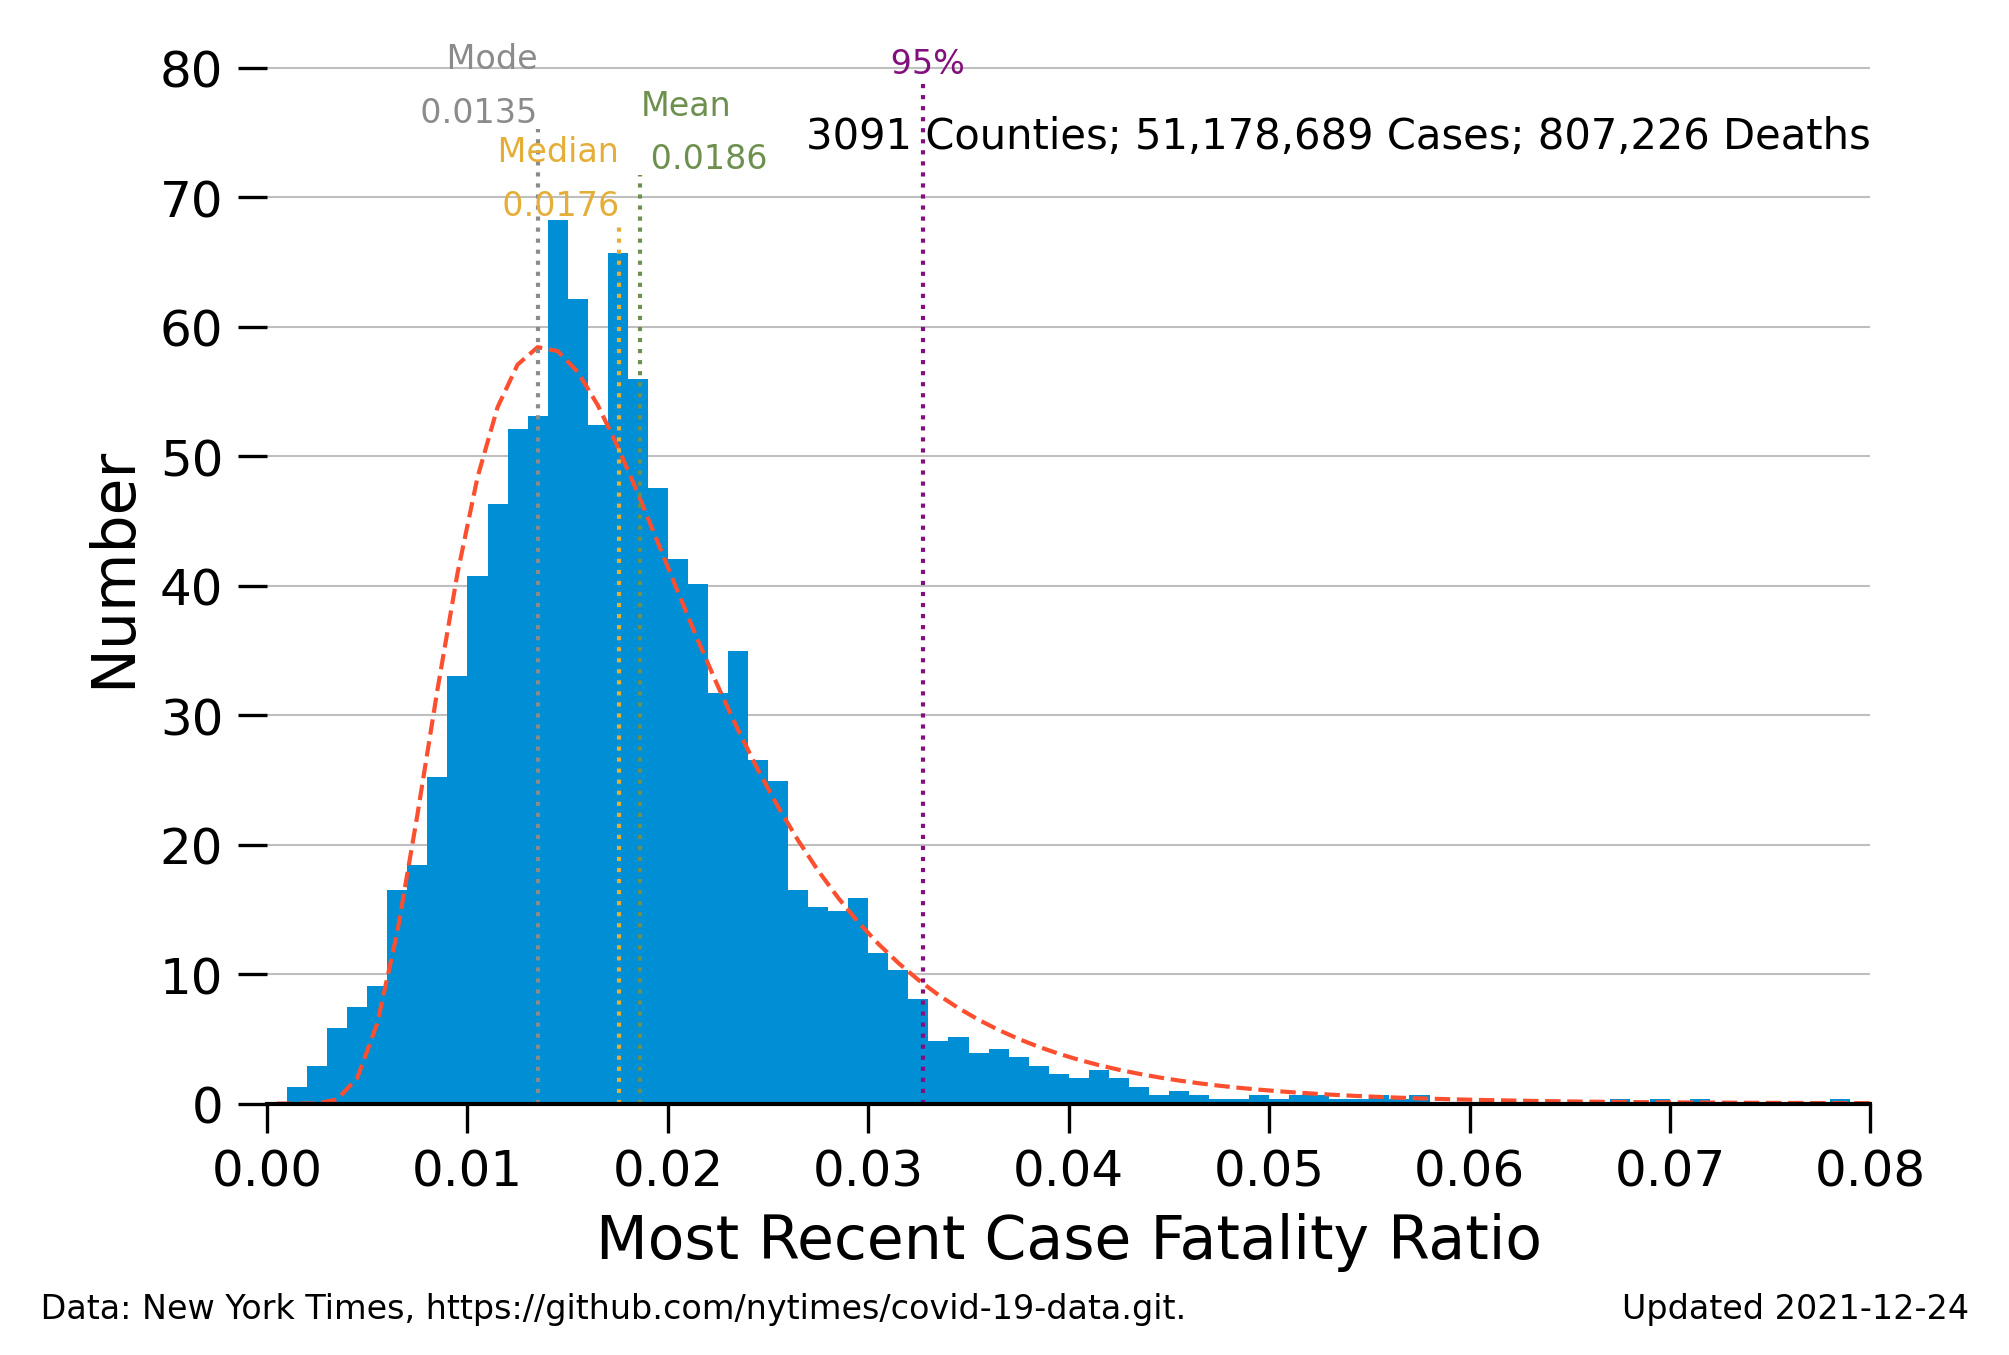 Mode
0.0135
Median
0.0176
Mean
0.0186
95%
3091 Counties; 51,178,689 Cases; 807,226 Deaths
80
70
60
50
40
30
20
10
0
Number
0.00 0.01 0.02 0.03 0.04 0.05 0.06 0.07 0.08
Most Recent Case Fatality Ratio
Data: New York Times, https://github.com/nytimes/covid-19-data.git.
Updated 2021-12-24